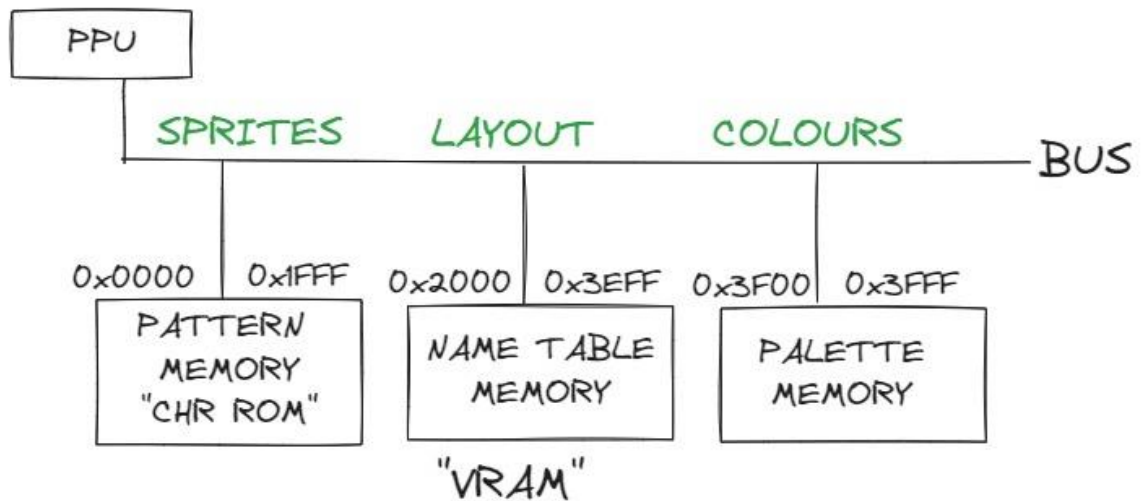 PPU
SPRITES LAYOUT COLOURS
BUS
0x0000 0x1FFF 0x2000 0x3EFF 0x3F00 0x3FFF
PATTERN
MEMORY
"CHR ROM"
NAME TABLE
MEMORY
PALETTE
MEMORY
"VRAM"